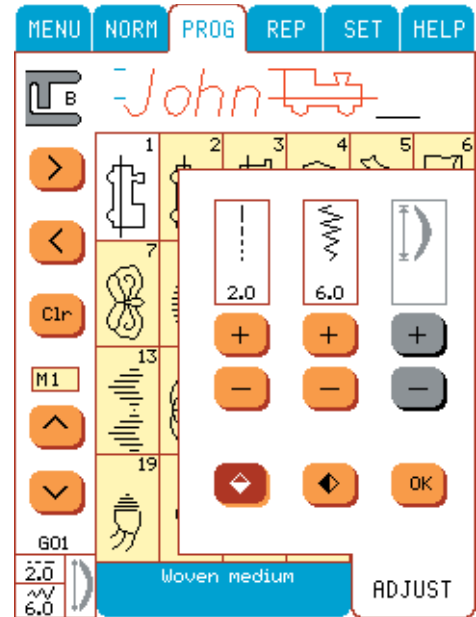 MENU NORM PROG REP SET HELP
B John
1 2 3 4 5 6
7
2.0 6.0
+ + +
− − −
Clr
M1
13
19
OK
G01
2.0
6.0
Woven medium
ADJUST